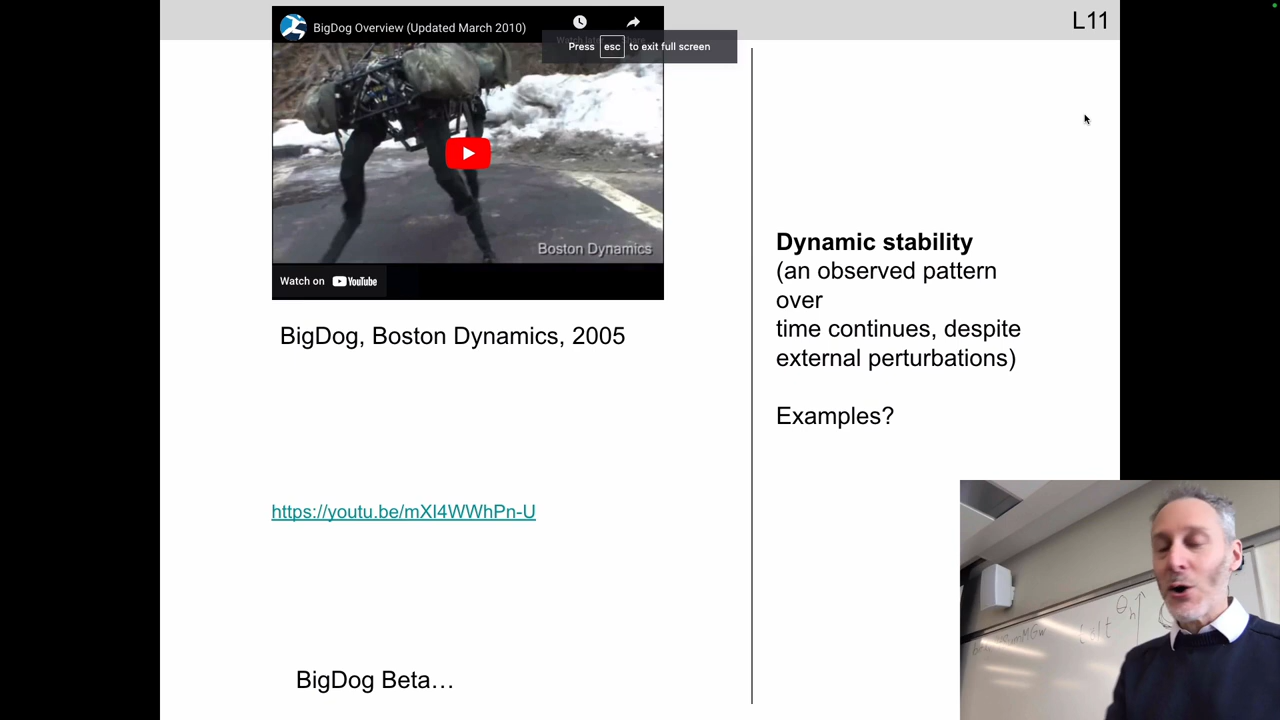 BigDog Overview (Updated March 2010)
Press esc to exit full screen
L11
Boston Dynamics
Watch on YouTube
BigDog, Boston Dynamics, 2005
https://youtu.be/mXI4WWhPn-U
BigDog Beta…
Dynamic stability
(an observed pattern
over
time continues, despite
external perturbations)
Examples?
θh